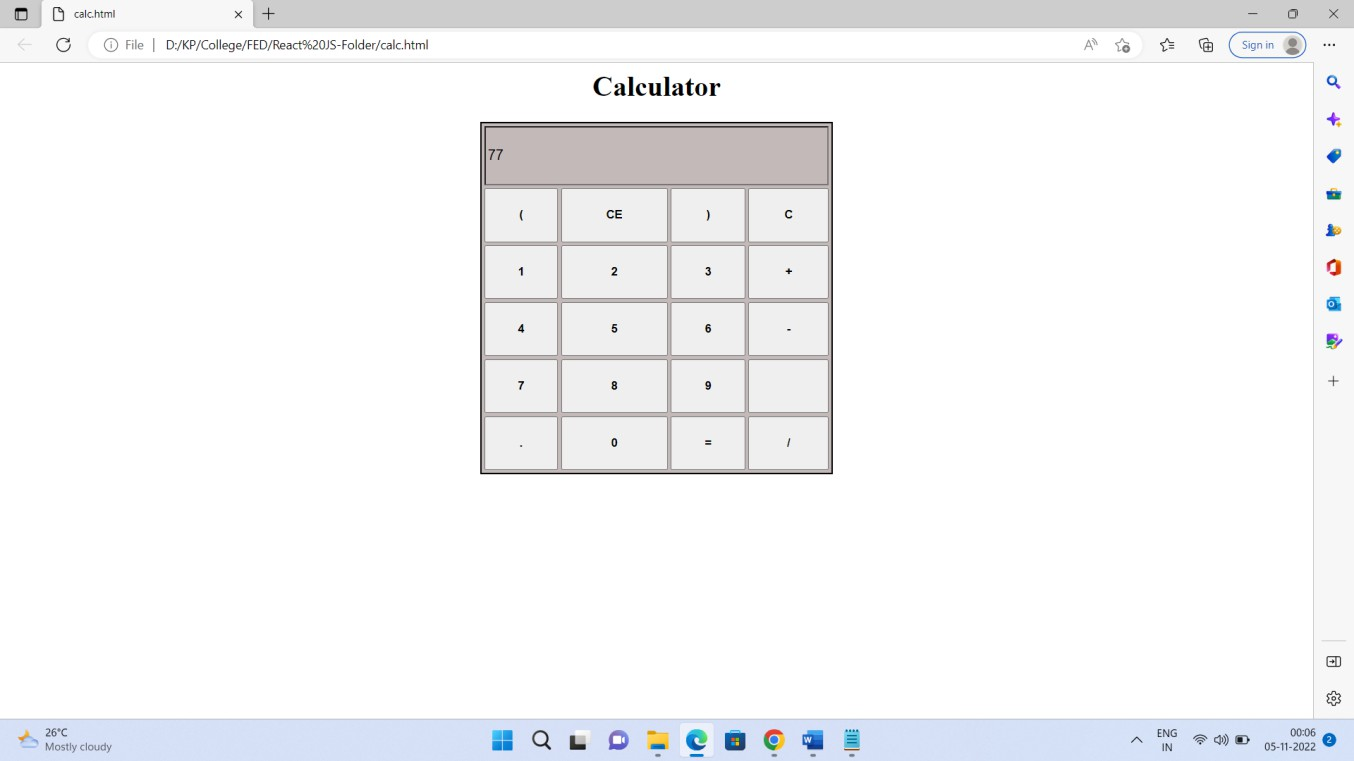 calc.html
File | D:/KP/College/FED/React%20JS-Folder/calc.html
Sign in
Calculator
77
( CE ) C
1 2 3 +
4 5 6 -
7 8 9
. 0 = /
26°C
Mostly cloudy
ENG
IN
00:06
05-11-2022
2